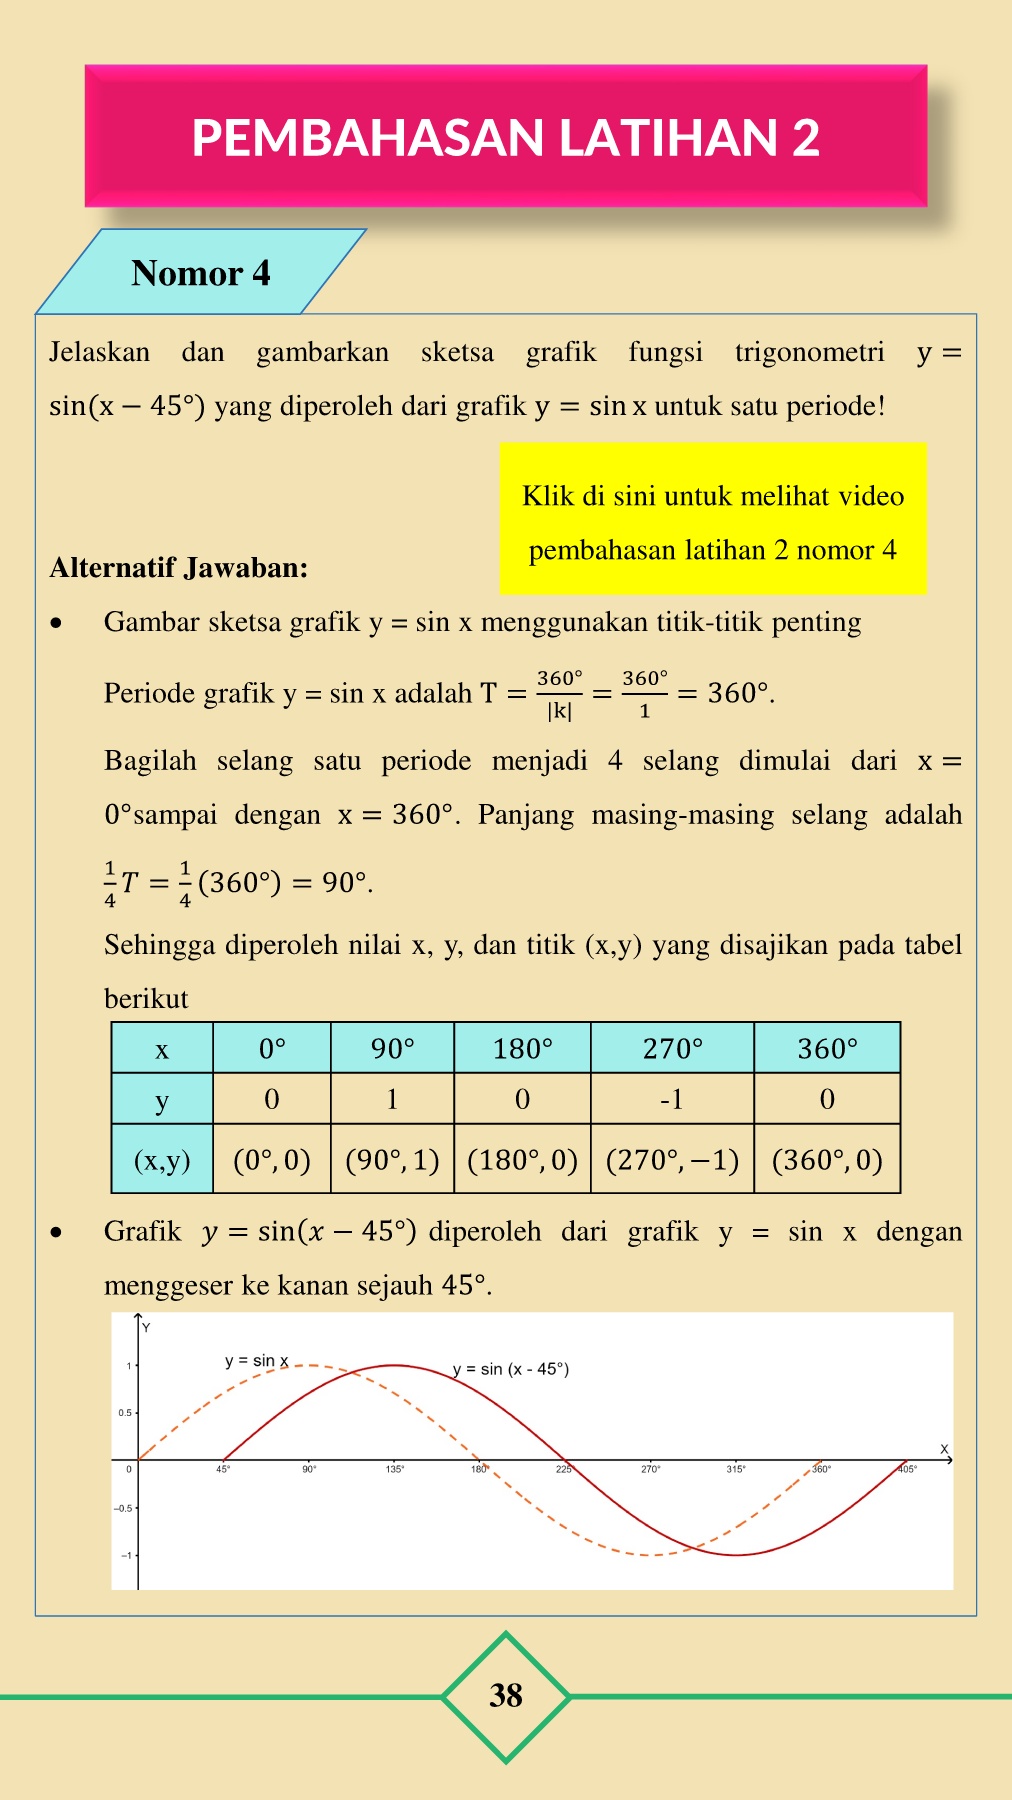 PEMBAHASAN LATIHAN 2
Nomor 4
Jelaskan dan gambarkan sketsa grafik fungsi trigonometri y =
sin(x − 45°) yang diperoleh dari grafik y = sin x untuk satu periode!
Klik di sini untuk melihat video
pembahasan latihan 2 nomor 4
Alternatif Jawaban:
• Gambar sketsa grafik y = sin x menggunakan titik-titik penting
Periode grafik y = sin x adalah T = 360°/|k| = 360°/1 = 360°.
Bagilah selang satu periode menjadi 4 selang dimulai dari x =
0°sampai dengan x = 360°. Panjang masing-masing selang adalah
1/4 T = 1/4 (360°) = 90°.
Sehingga diperoleh nilai x, y, dan titik (x,y) yang disajikan pada tabel
berikut
x 0° 90° 180° 270° 360°
y 0 1 0 -1 0
(x,y) (0°, 0) (90°, 1) (180°, 0) (270°, −1) (360°, 0)
• Grafik y = sin(x − 45°) diperoleh dari grafik y = sin x dengan
menggeser ke kanan sejauh 45°.
Y
y = sin x
y = sin (x - 45°)
1
0.5
X
0 45° 90° 135° 180° 225° 270° 315° 360° 405°
−0.5
−1
38